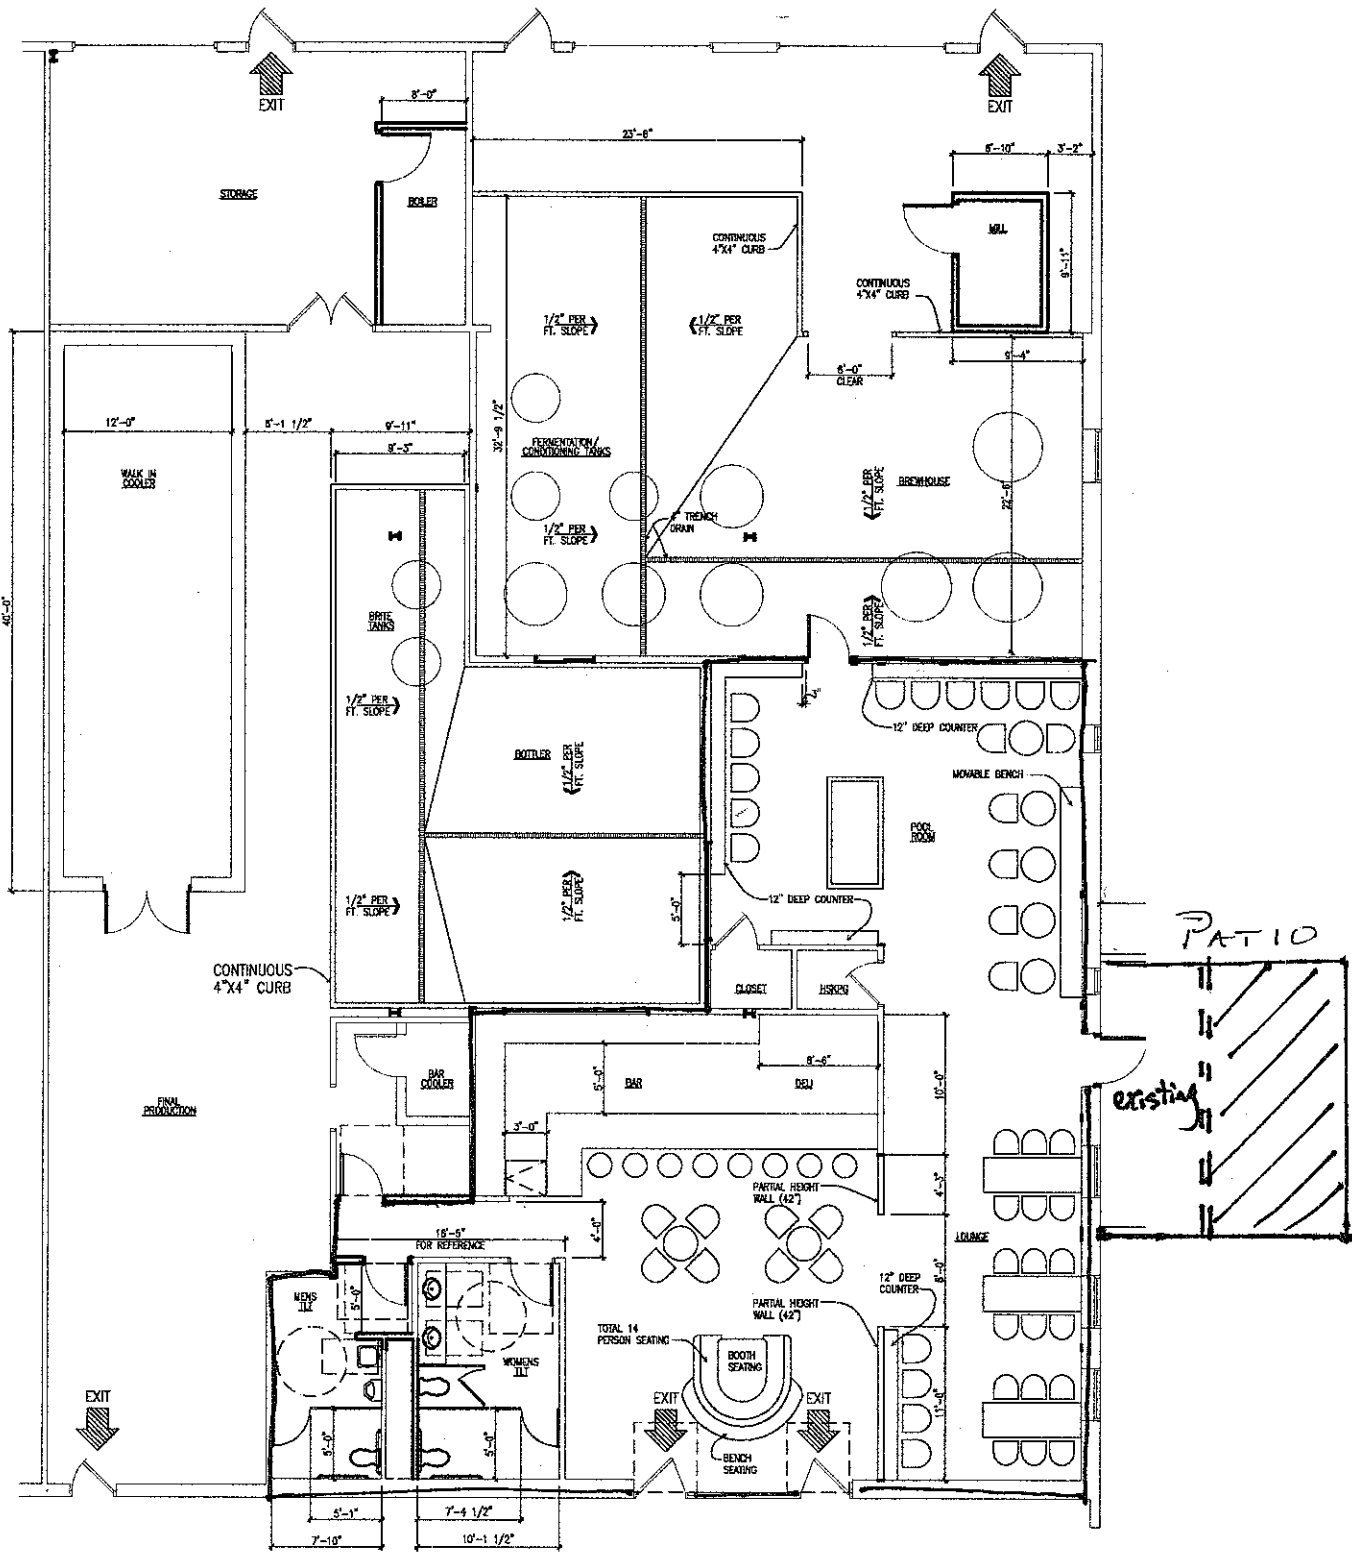 EXIT
EXIT
8'-0"
23'-8"
3'-2"
STORAGE
BOILER
MILL
CONTINUOUS
4"X4" CURB
9'-11"
CONTINUOUS
4"X4" CURB
1/2" PER
FT. SLOPE
1/2" PER
FT. SLOPE
9'-4"
6'-0"
CLEAR
12'-0"
9'-11"
9'-3"
32'-9 1/2"
FERMENTATION/
CONDITIONING TANKS
WALK IN
COOLER
BREWHOUSE
1/2" PER
FT. SLOPE
22'-6"
TRENCH
DRAIN
1/2" PER
FT. SLOPE
40'-0"
BRITE
TANKS
1/2" PER
FT. SLOPE
1/2" PER
FT. SLOPE
12" DEEP COUNTER
BOTTLER
1/2" PER
FT. SLOPE
MOVABLE BENCH
POOL
ROOM
1/2" PER
FT. SLOPE
1/2" PER
FT. SLOPE
5'-0"
12" DEEP COUNTER
PATIO
CONTINUOUS
4"X4" CURB
CLOSET
HSKPG
BAR
COOLER
5'-0"
BAR
8'-6"
DELI
10'-0"
existing
FINAL
PRODUCTION
3'-0"
PARTIAL HEIGHT
WALL (42")
4'-3"
4'-0"
FOR REFERENCE
LOUNGE
8'-0"
12" DEEP
COUNTER
MENS
TLT
5'-0"
PARTIAL HEIGHT
WALL (42")
TOTAL 14
PERSON SEATING
BOOTH
SEATING
WOMENS
TLT
EXIT
EXIT
EXIT
11'-0"
5'-0"
5'-0"
BENCH
SEATING
5'-1"
7'-4 1/2"
7'-10"
10'-1 1/2"